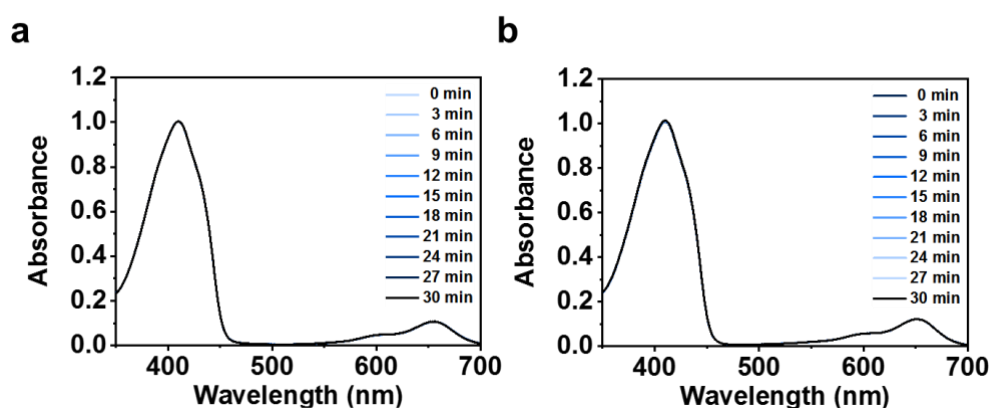 a
1.2
1.0
0.8
0.6
0.4
0.2
0.0
Absorbance
0 min
3 min
6 min
9 min
12 min
15 min
18 min
21 min
24 min
27 min
30 min
400
500
600
700
Wavelength (nm)
b
1.2
1.0
0.8
0.6
0.4
0.2
0.0
Absorbance
0 min
3 min
6 min
9 min
12 min
15 min
18 min
21 min
24 min
27 min
30 min
400
500
600
700
Wavelength (nm)